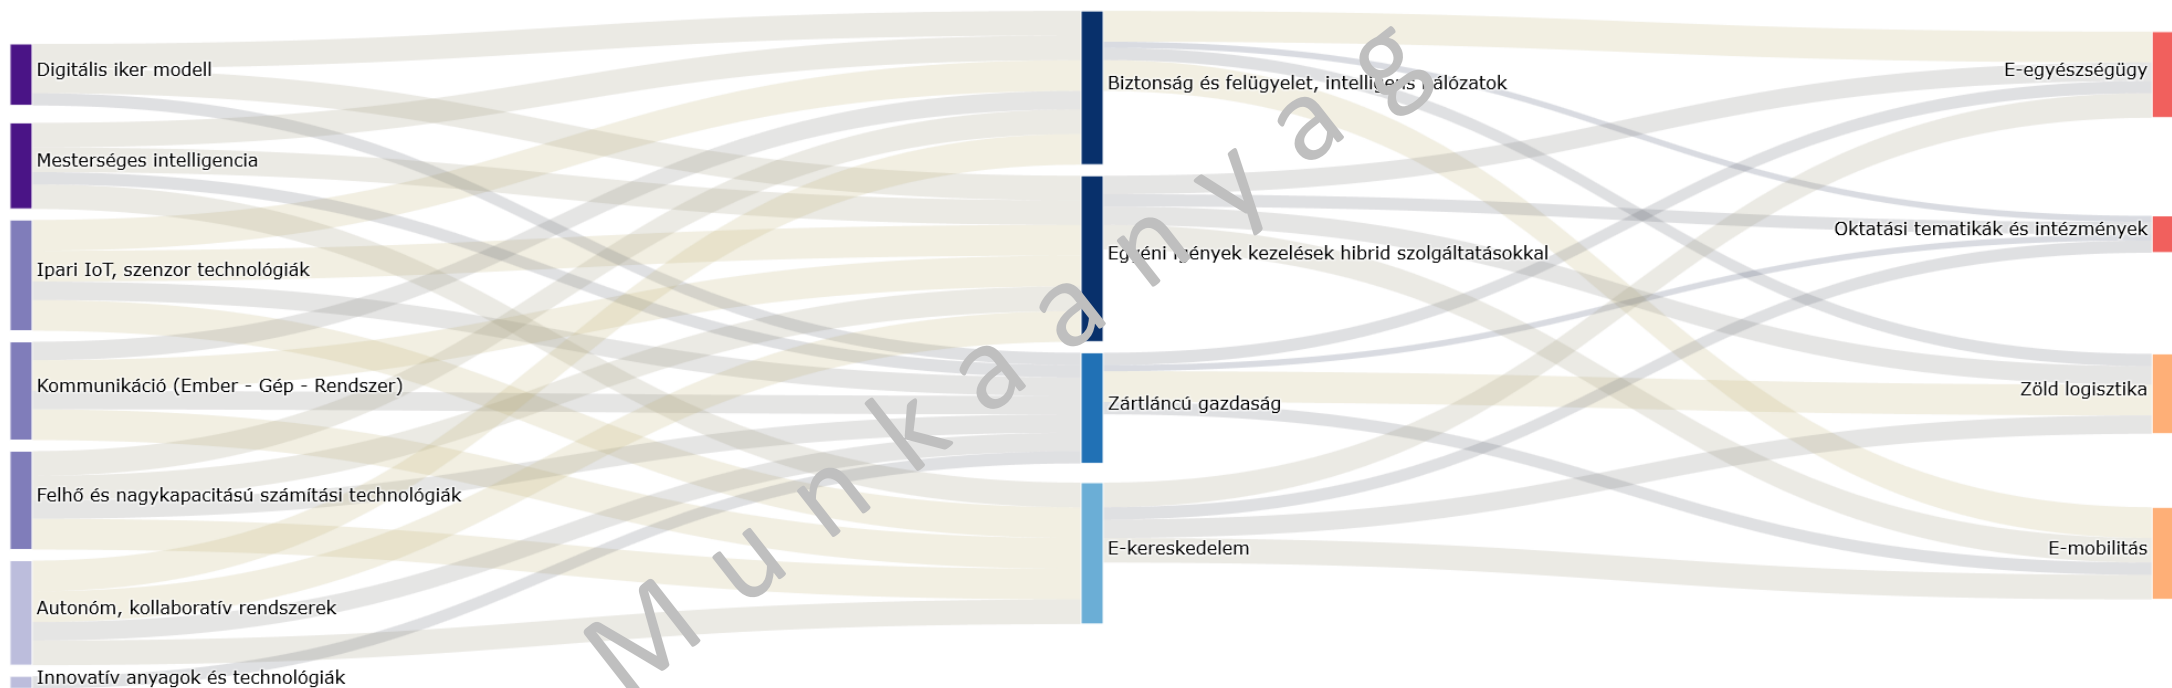 Digitális iker modell
Mesterséges intelligencia
Ipari IoT, szenzor technológiák
Kommunikáció (Ember - Gép - Rendszer)
Felhő és nagykapacitású számítási technológiák
Autonóm, kollaboratív rendszerek
Innovatív anyagok és technológiák
Biztonság és felügyelet, intelligens hálózatok
Egyéni igények kezelések hibrid szolgáltatásokkal
Zártláncú gazdaság
E-kereskedelem
E-egyészségügy
Oktatási tematikák és intézmények
Zöld logisztika
E-mobilitás
Munkaanyag